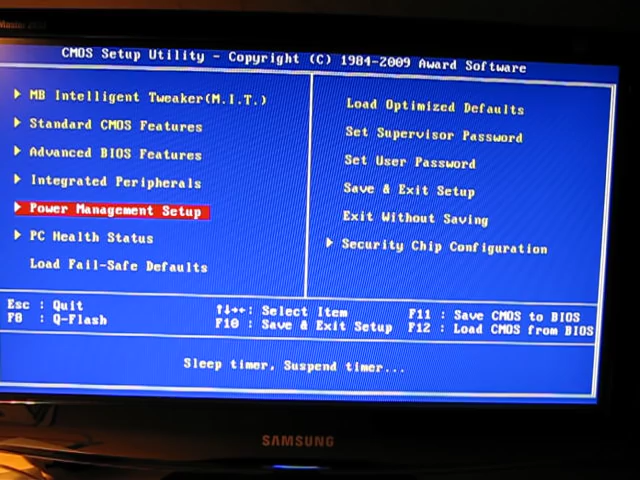 CMOS Setup Utility - Copyright (C) 1984-2009 Award Software
MB Intelligent Tweaker(M.I.T.)
Standard CMOS Features
Advanced BIOS Features
Integrated Peripherals
Power Management Setup
PC Health Status
Load Fail-Safe Defaults
Load Optimized Defaults
Set Supervisor Password
Set User Password
Save & Exit Setup
Exit Without Saving
Security Chip Configuration
Esc : Quit
F8 : Q-Flash
↑↓→←: Select Item
F10 : Save & Exit Setup
F11 : Save CMOS to BIOS
F12 : Load CMOS from BIOS
Sleep timer, Suspend timer...
SAMSUNG